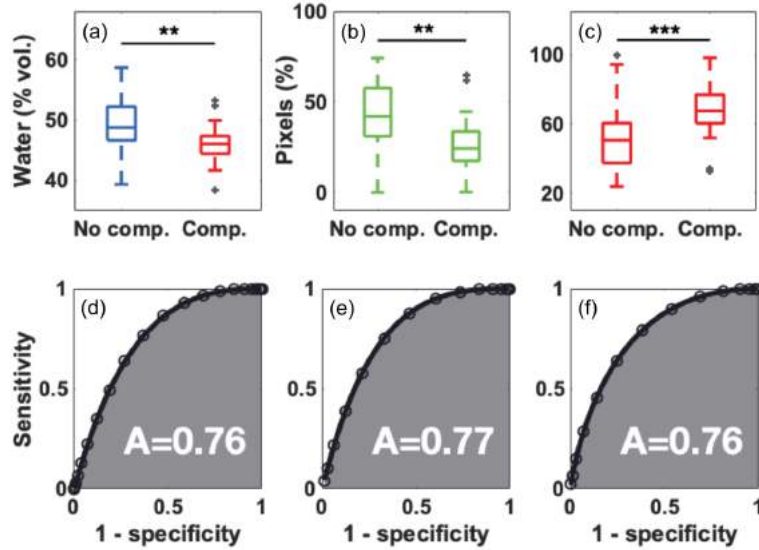 (a)
**
Water (% vol.)
60
50
40
No comp. Comp.
(b)
**
Pixels (%)
100
50
0
No comp. Comp.
(c)
***
100
60
20
No comp. Comp.
(d)
Sensitivity
1
0.5
0
A=0.76
0 0.5 1
1 - specificity
(e)
1
0.5
0
A=0.77
0 0.5 1
1 - specificity
(f)
1
0.5
0
A=0.76
0 0.5 1
1 - specificity